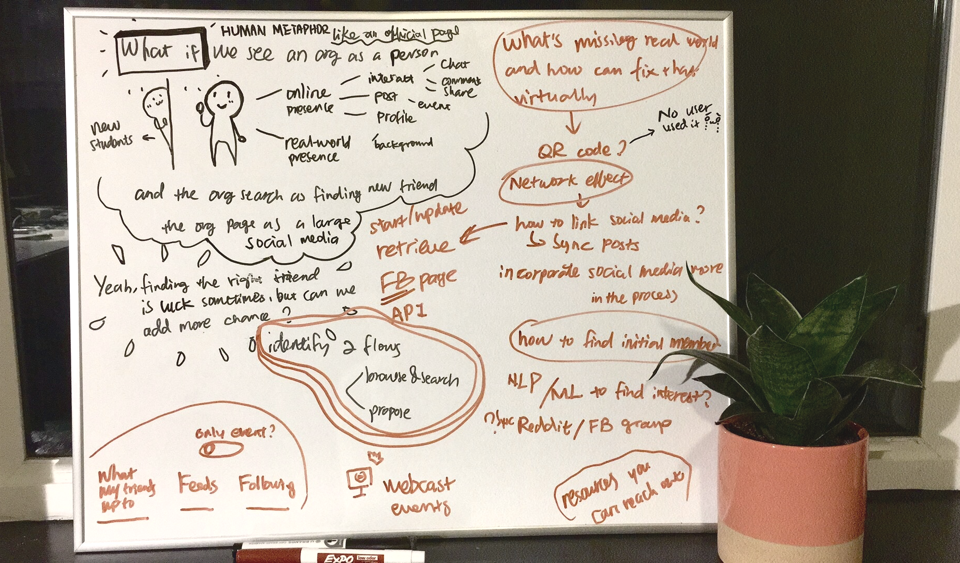 HUMAN METAPHOR like an official page
What if we see an org as a person
new students
online presence
interact
chat
comment
share
post
event
profile
real-world presence
background
and the org search as finding new friend
the org page as a large
social media
Yeah, finding the right friend
is luck sometimes, but can we
add more chance?
start/update
retrieve
FB page
API
identify 2 flows
browse & search
propose
webcast
events
only event?
What
my friends
up to
Feeds
Following
What's missing real world
and how can fix that
virtually
QR code?
No user
used it
Network effect
how to link social media?
Sync posts
incorporate social media more
in the process
how to find initial member
NLP/ML to find interest?
? sync Reddit/FB group
resources you
can reach out
EXPO